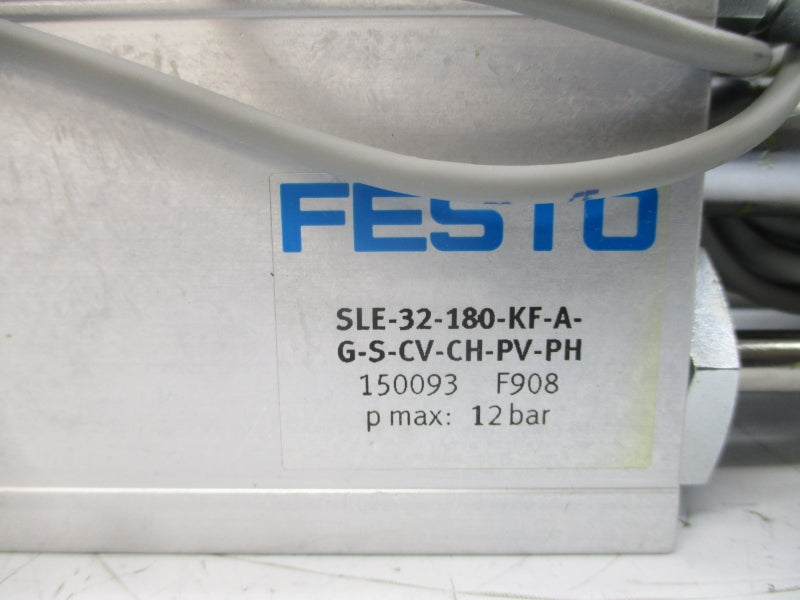 FESTO
SLE-32-180-KF-A-
G-S-CV-CH-PV-PH
150093 F908
p max: 12 bar